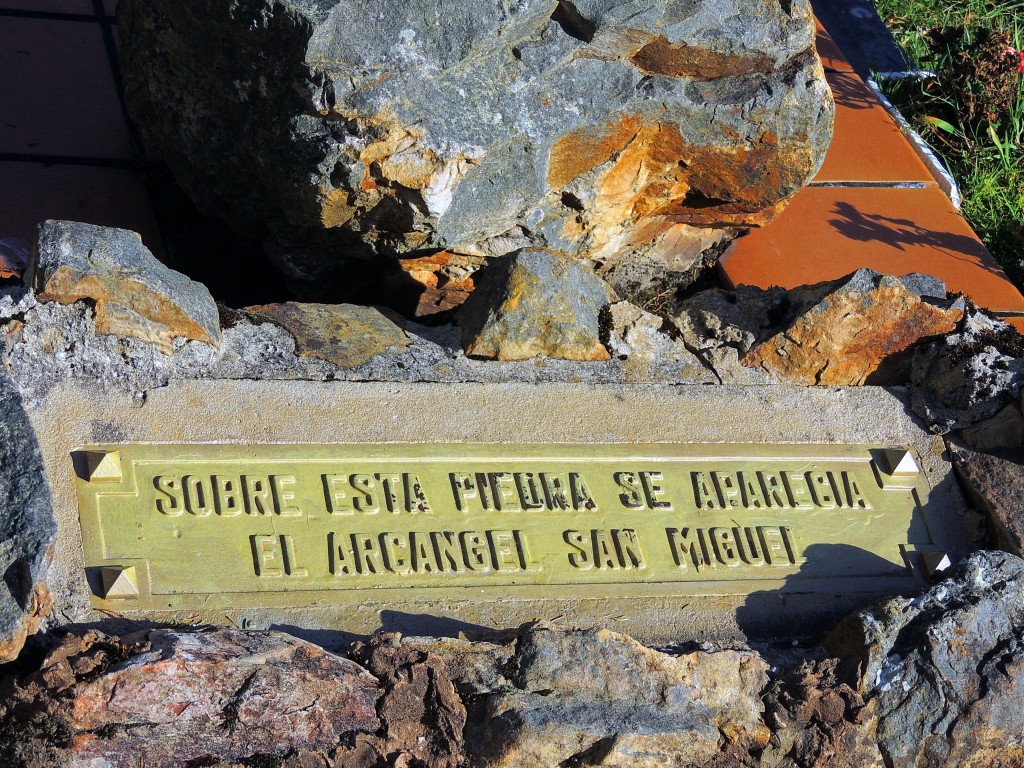 SOBRE ESTA PIEDRA SE APARECIA
EL ARCANGEL SAN MIGUEL